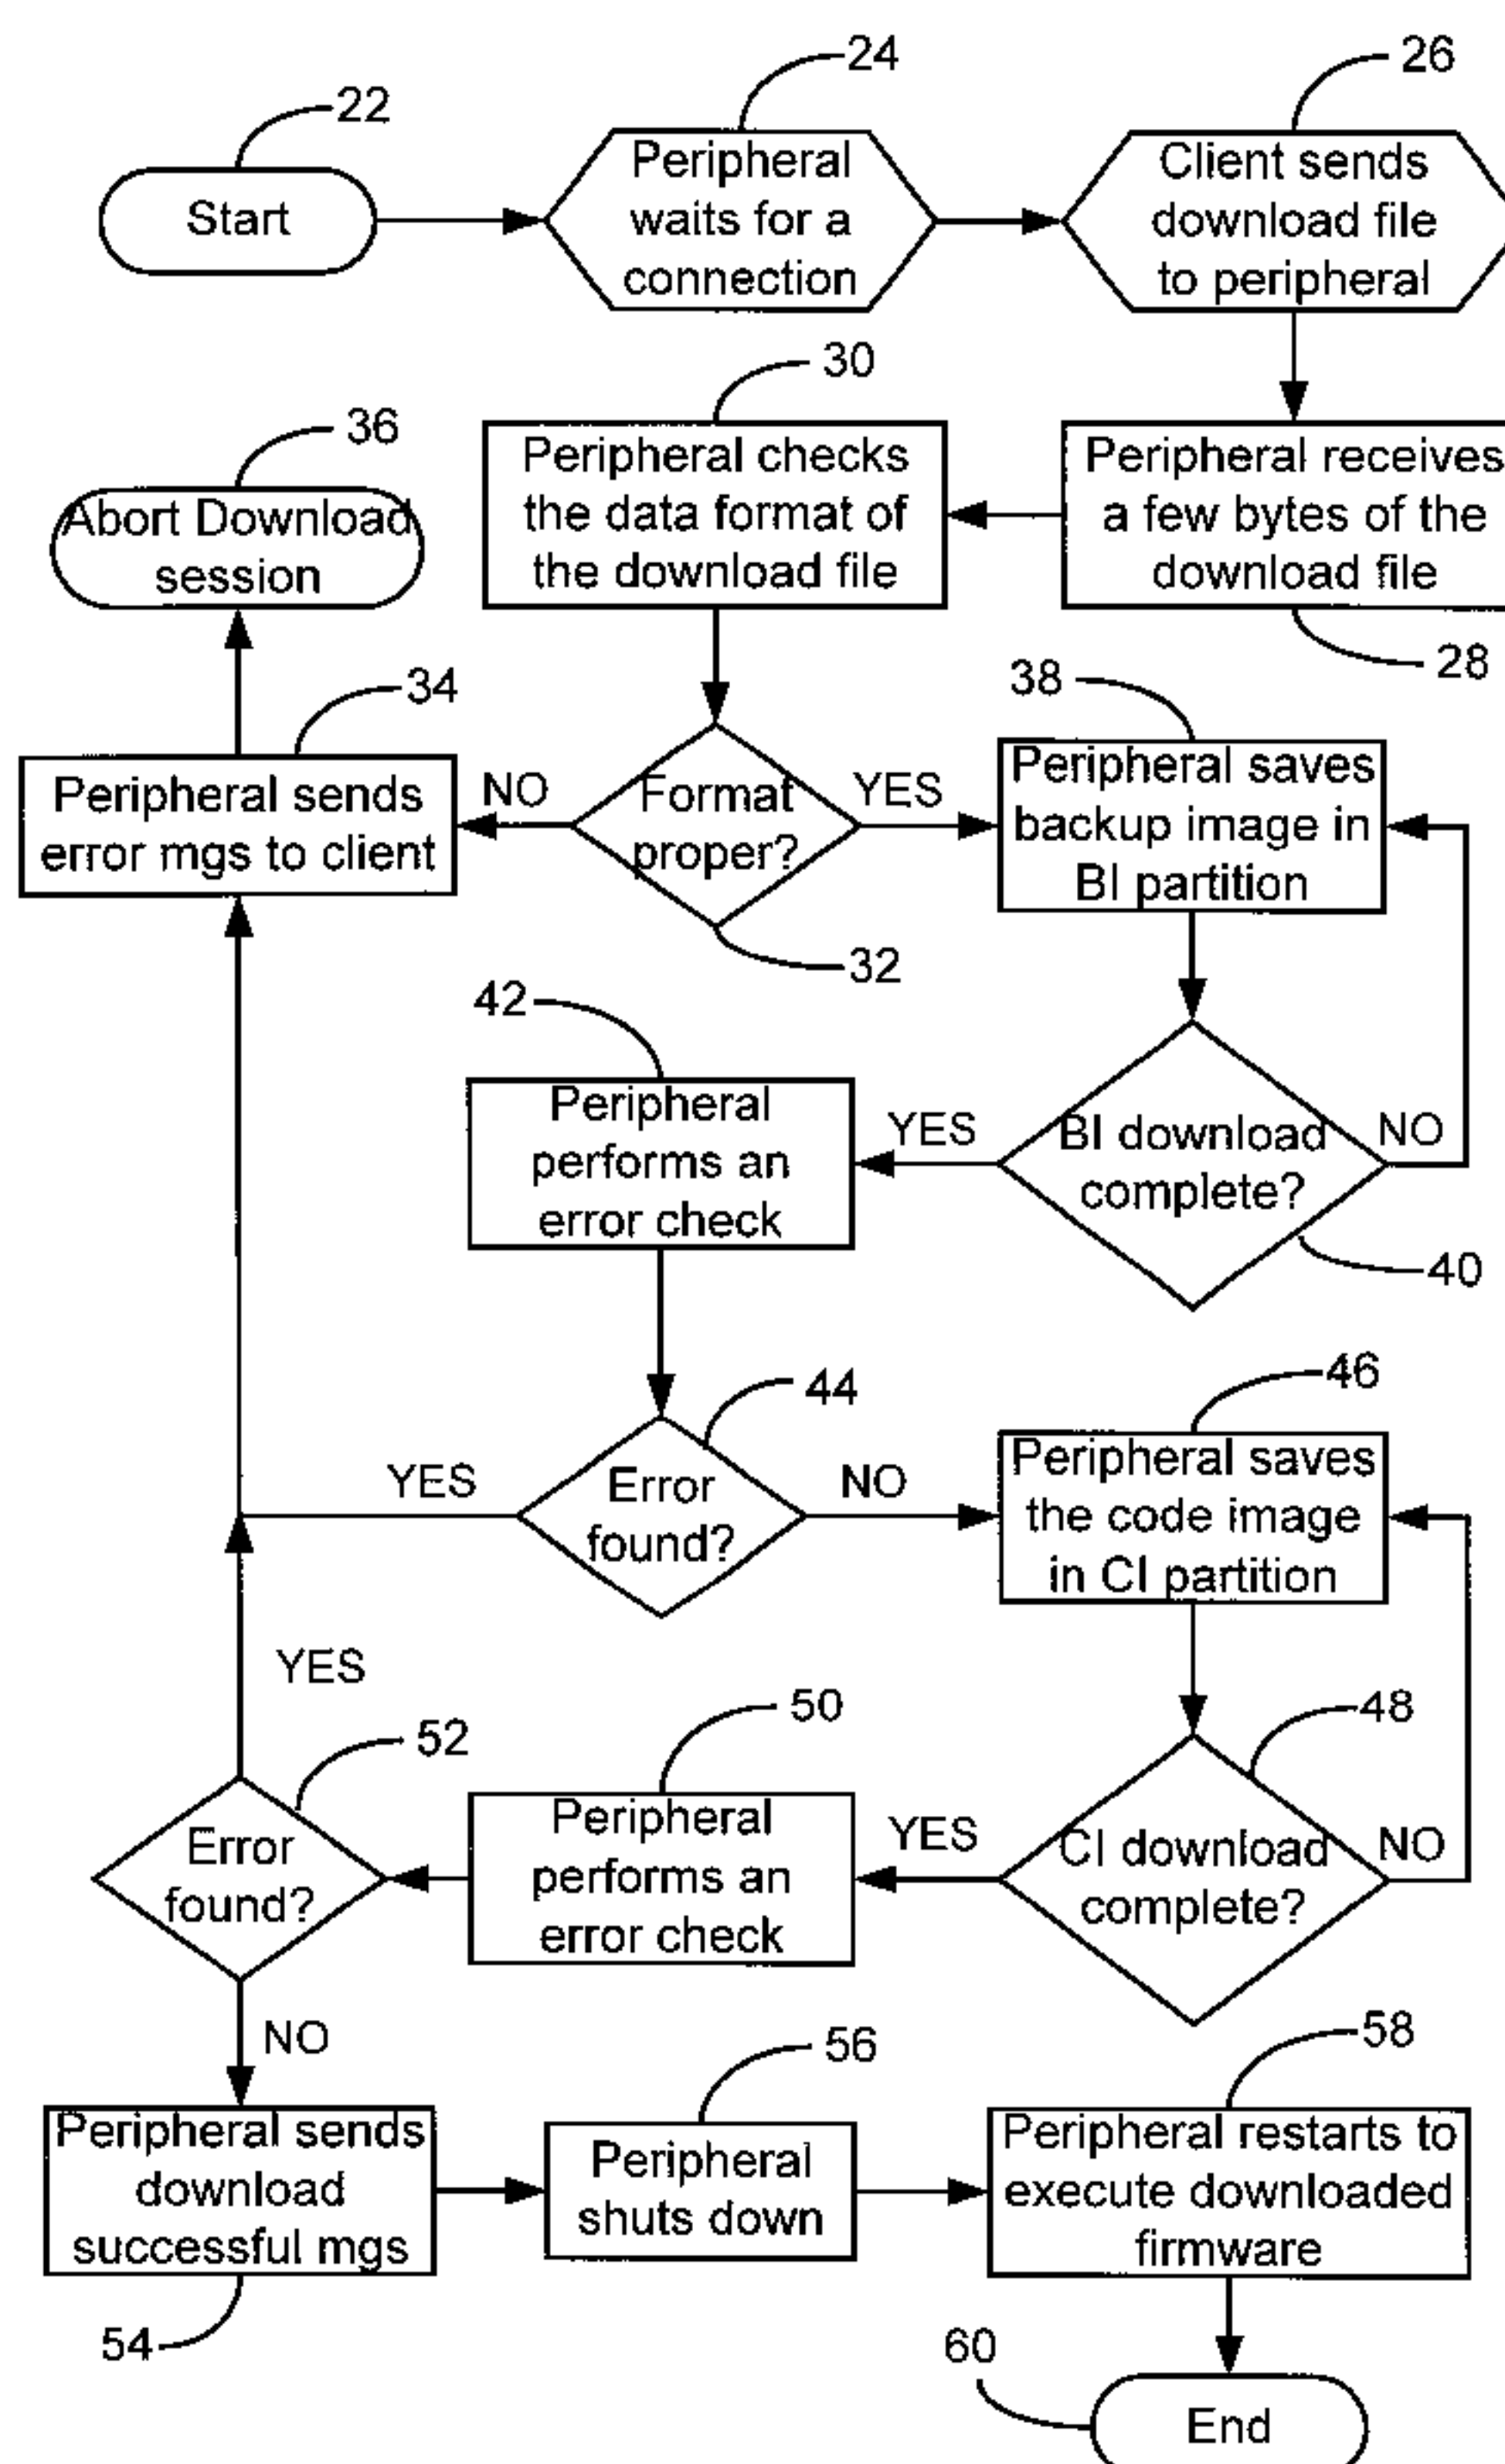 24
26
22
Start
Peripheral
waits for a
connection
Client sends
download file
to peripheral
30
36
Peripheral checks
the data format of
the download file
Peripheral receives
a few bytes of the
download file
Abort Download
session
28
34
38
Peripheral sends
error mgs to client
NO
Format
proper?
YES
Peripheral saves
backup image in
BI partition
32
42
Peripheral
performs an
error check
YES
BI download
complete?
NO
40
44
46
YES
Error
found?
NO
Peripheral saves
the code image
in CI partition
YES
50
48
52
Error
found?
Peripheral
performs an
error check
YES
CI download
complete?
NO
NO
56
58
Peripheral sends
download
successful mgs
Peripheral
shuts down
Peripheral restarts to
execute downloaded
firmware
54
60
End